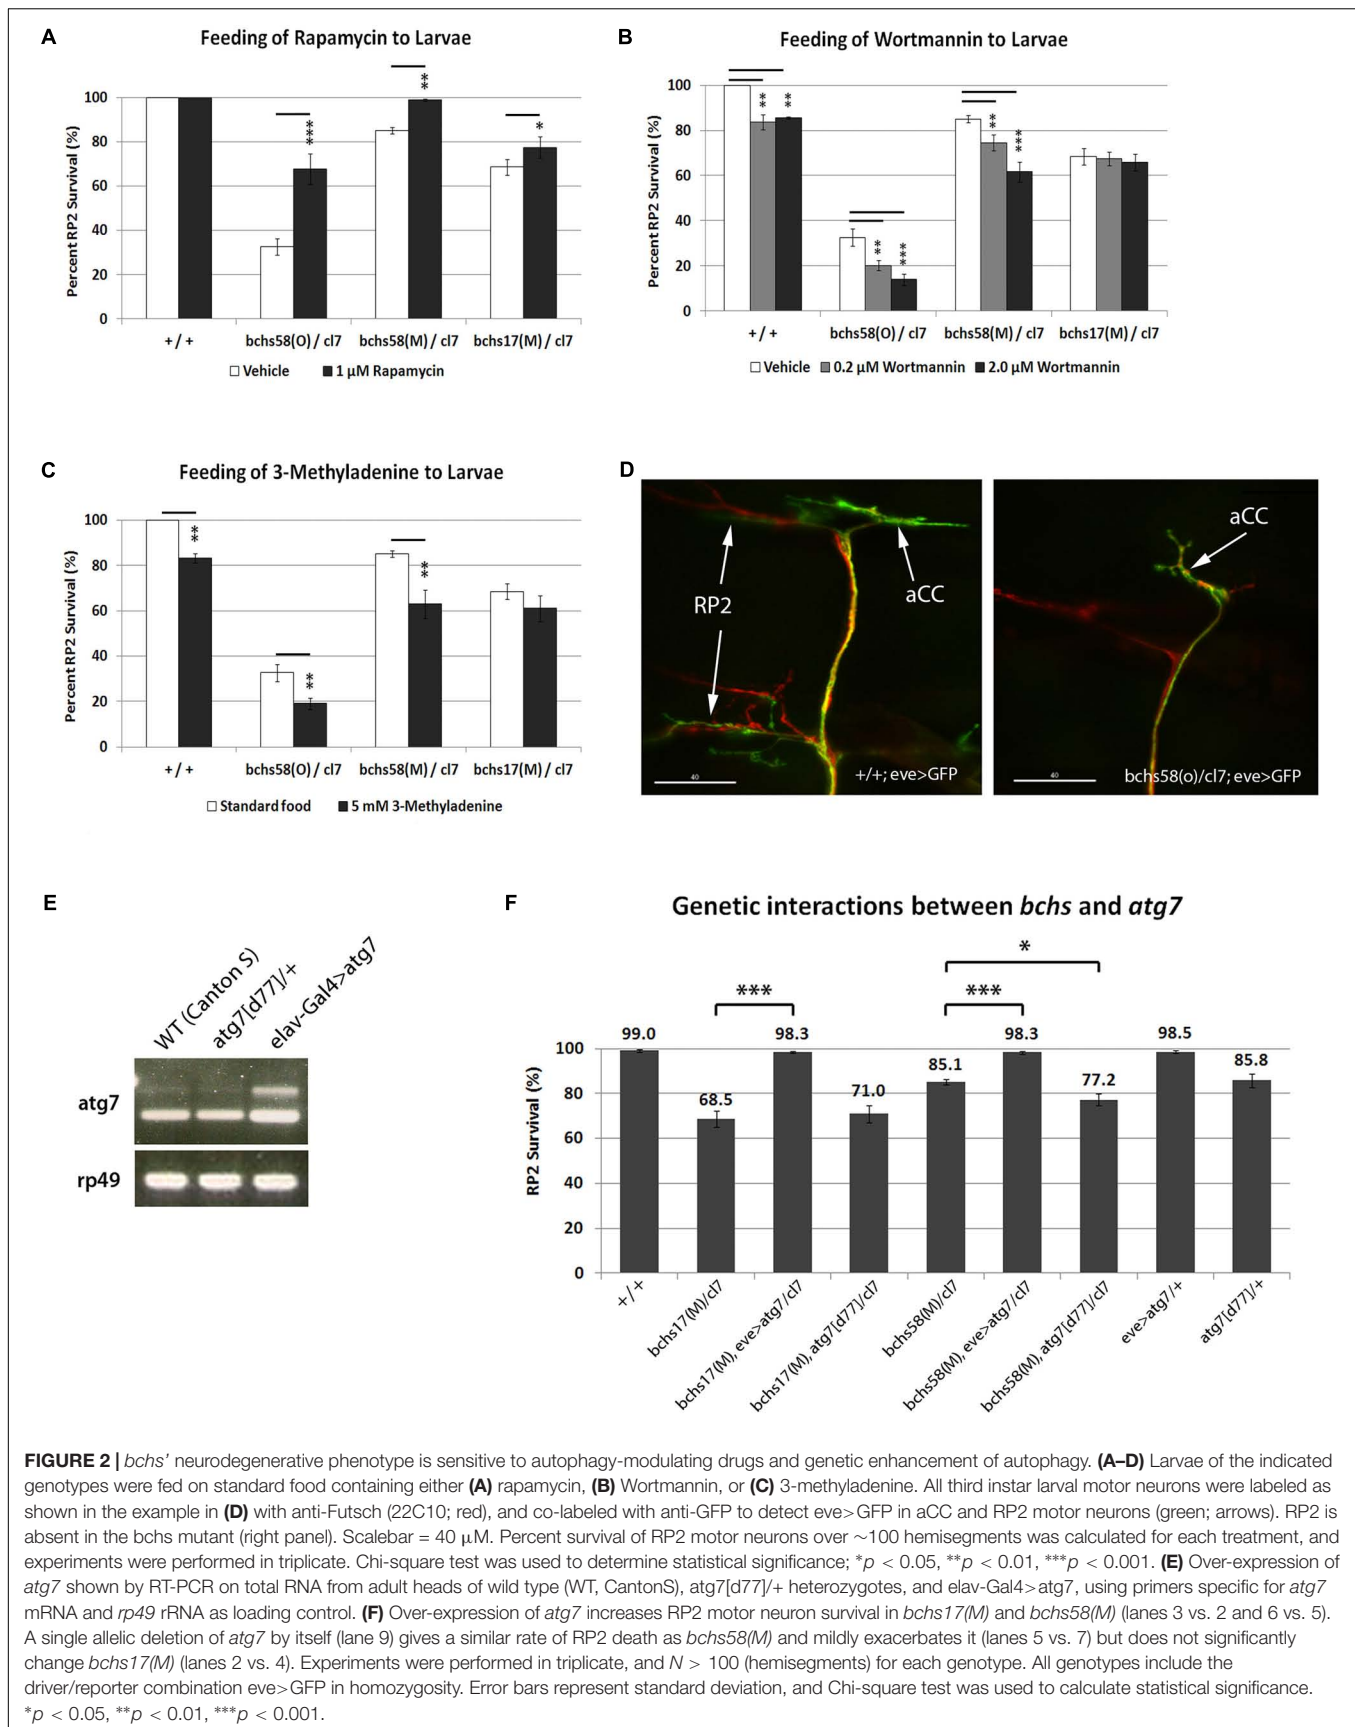 A
Feeding of Rapamycin to Larvae
Percent RP2 Survival (%)
100
80
60
40
20
0
***
**
*
+/+
bchs58(O)/ cl7
bchs58(M)/ cl7
bchs17(M)/ cl7
Vehicle
1 µM Rapamycin
B
Feeding of Wortmannin to Larvae
Percent RP2 Survival (%)
100
80
60
40
20
0
**
**
**
***
**
***
+/+
bchs58(O)/ cl7
bchs58(M)/ cl7
bchs17(M)/ cl7
Vehicle
0.2 µM Wortmannin
2.0 µM Wortmannin
C
Feeding of 3-Methyladenine to Larvae
Percent RP2 Survival (%)
100
80
60
40
20
0
**
**
**
+/+
bchs58(O)/ cl7
bchs58(M)/ cl7
bchs17(M)/ cl7
Standard food
5 mM 3-Methyladenine
D
RP2
aCC
40
+/+; eve>GFP
aCC
40
bchs58(o)/cl7; eve>GFP
E
WT (Canton S)
atg7[d77]/+
elav-Gal4>atg7
atg7
rp49
F
Genetic interactions between bchs and atg7
RP2 Survival (%)
100
80
60
40
20
0
***
***
*
99.0
68.5
98.3
71.0
85.1
98.3
77.2
98.5
85.8
+/+
bchs17(M)/cl7
bchs17(M), eve>atg7/cl7
bchs17(M), atg7[d77]/cl7
bchs58(M)/cl7
bchs58(M), eve>atg7/cl7
bchs58(M), atg7[d77]/cl7
eve>atg7/+
atg7[d77]/+
FIGURE 2 | bchs’ neurodegenerative phenotype is sensitive to autophagy-modulating drugs and genetic enhancement of autophagy. (A–D) Larvae of the indicated
genotypes were fed on standard food containing either (A) rapamycin, (B) Wortmannin, or (C) 3-methyladenine. All third instar larval motor neurons were labeled as
shown in the example in (D) with anti-Futsch (22C10; red), and co-labeled with anti-GFP to detect eve>GFP in aCC and RP2 motor neurons (green; arrows). RP2 is
absent in the bchs mutant (right panel). Scalebar = 40 µM. Percent survival of RP2 motor neurons over ∼100 hemisegments was calculated for each treatment, and
experiments were performed in triplicate. Chi-square test was used to determine statistical significance; *p < 0.05, **p < 0.01, ***p < 0.001. (E) Over-expression of
atg7 shown by RT-PCR on total RNA from adult heads of wild type (WT, CantonS), atg7[d77]/+ heterozygotes, and elav-Gal4>atg7, using primers specific for atg7
mRNA and rp49 rRNA as loading control. (F) Over-expression of atg7 increases RP2 motor neuron survival in bchs17(M) and bchs58(M) (lanes 3 vs. 2 and 6 vs. 5).
A single allelic deletion of atg7 by itself (lane 9) gives a similar rate of RP2 death as bchs58(M) and mildly exacerbates it (lanes 5 vs. 7) but does not significantly
change bchs17(M) (lanes 2 vs. 4). Experiments were performed in triplicate, and N > 100 (hemisegments) for each genotype. All genotypes include the
driver/reporter combination eve>GFP in homozygosity. Error bars represent standard deviation, and Chi-square test was used to calculate statistical significance.
*p < 0.05, **p < 0.01, ***p < 0.001.